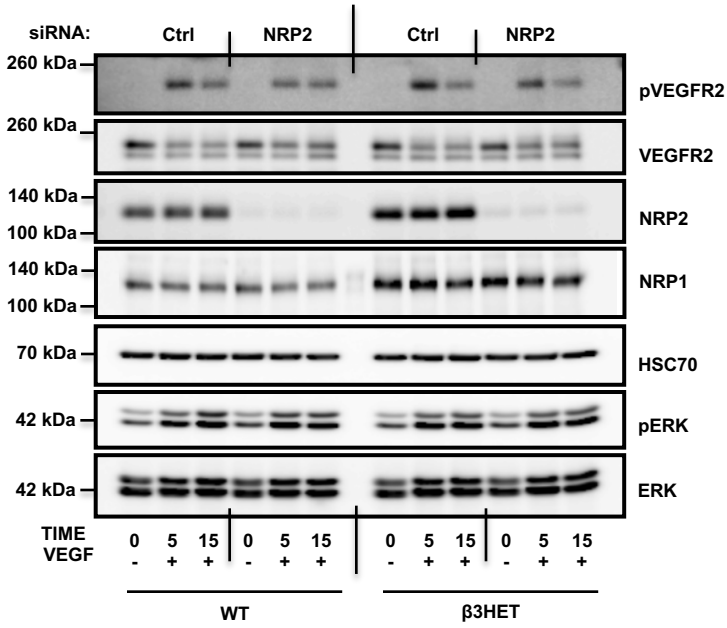 siRNA: Ctrl NRP2 Ctrl NRP2
260 kDa pVEGFR2
260 kDa VEGFR2
140 kDa NRP2
100 kDa
140 kDa NRP1
100 kDa
70 kDa HSC70
42 kDa pERK
42 kDa ERK
TIME 0 5 15 0 5 15 0 5 15 0 5 15
VEGF - + + - + + - + + - + +
WT β3HET